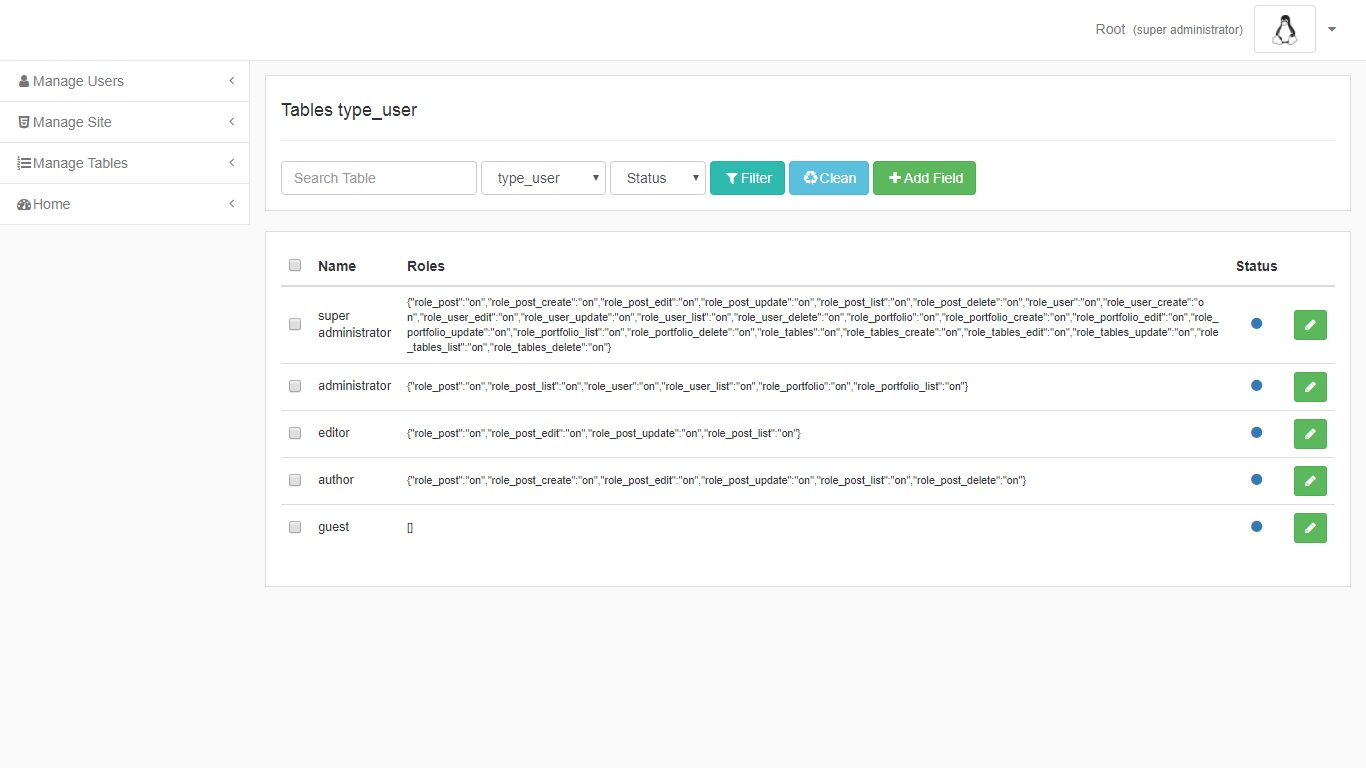 Root (super administrator)
Manage Users
Manage Site
Manage Tables
Home
Tables type_user
Search Table
type_user
Status
Filter
Clean
Add Field
Name Roles Status
super administrator
{"role_post":"on","role_post_create":"on","role_post_edit":"on","role_post_update":"on","role_post_list":"on","role_post_delete":"on","role_user":"on","role_user_create":"o
n","role_user_edit":"on","role_user_update":"on","role_user_list":"on","role_user_delete":"on","role_portfolio":"on","role_portfolio_create":"on","role_portfolio_edit":"on","role_
portfolio_update":"on","role_portfolio_list":"on","role_portfolio_delete":"on","role_tables":"on","role_tables_create":"on","role_tables_edit":"on","role_tables_update":"on","role
_tables_list":"on","role_tables_delete":"on"}
administrator {"role_post":"on","role_post_list":"on","role_user":"on","role_user_list":"on","role_portfolio":"on","role_portfolio_list":"on"}
editor {"role_post":"on","role_post_edit":"on","role_post_update":"on","role_post_list":"on"}
author {"role_post":"on","role_post_create":"on","role_post_edit":"on","role_post_update":"on","role_post_list":"on","role_post_delete":"on"}
guest []